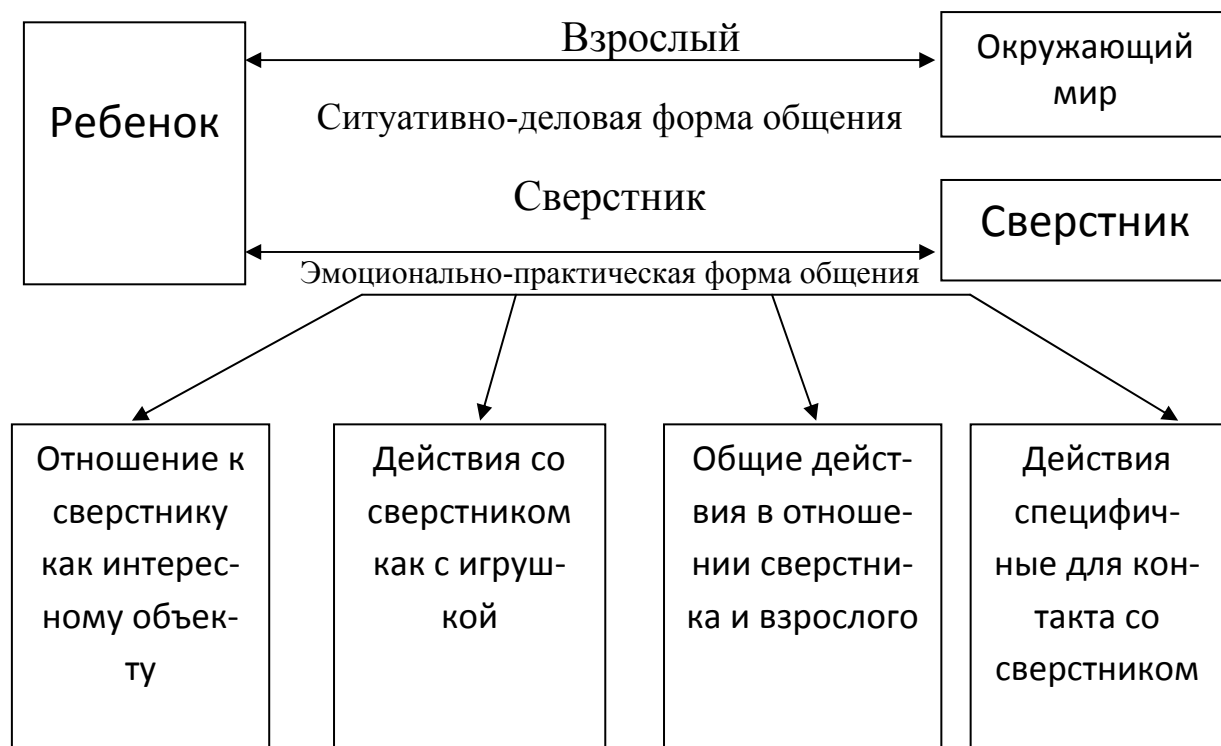 Ребенок
Взрослый
Ситуативно-деловая форма общения
Окружающий
мир
Сверстник
Эмоционально-практическая форма общения
Сверстник
Отношение к
сверстнику
как интерес-
ному объек-
ту
Действия со
сверстником
как с игруш-
кой
Общие дейст-
вия в отноше-
нии сверстни-
ка и взрослого
Действия
специфич-
ные для кон-
такта со
сверстником